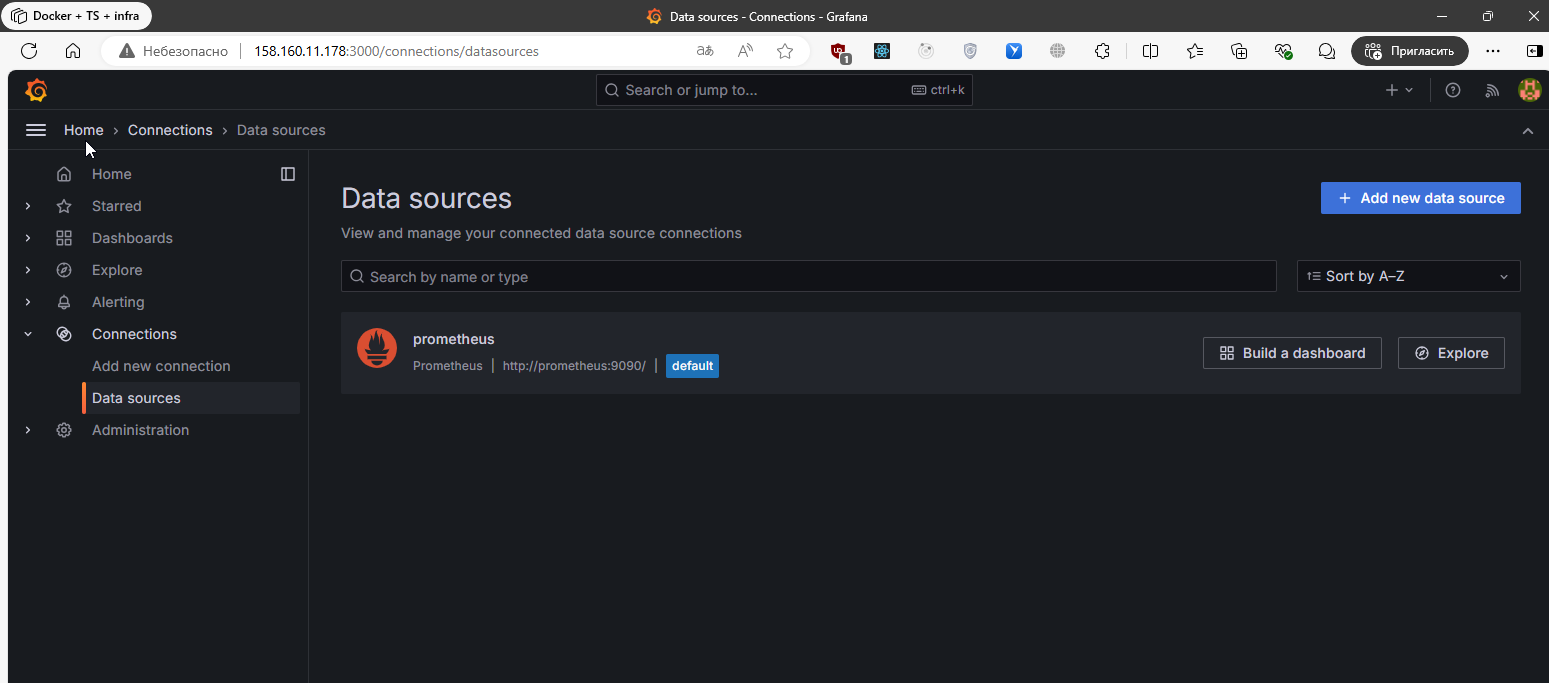 Docker + TS + infra
Data sources - Connections - Grafana
Небезопасно
158.160.11.178:3000/connections/datasources
аあ
A
1
Пригласить
Search or jump to...
ctrl+k
Home › Connections › Data sources
Home
Starred
Dashboards
Explore
Alerting
Connections
Add new connection
Data sources
Administration
Data sources
Add new data source
View and manage your connected data source connections
Search by name or type
Sort by A–Z
prometheus
Prometheus | http://prometheus:9090/ | default
Build a dashboard
Explore